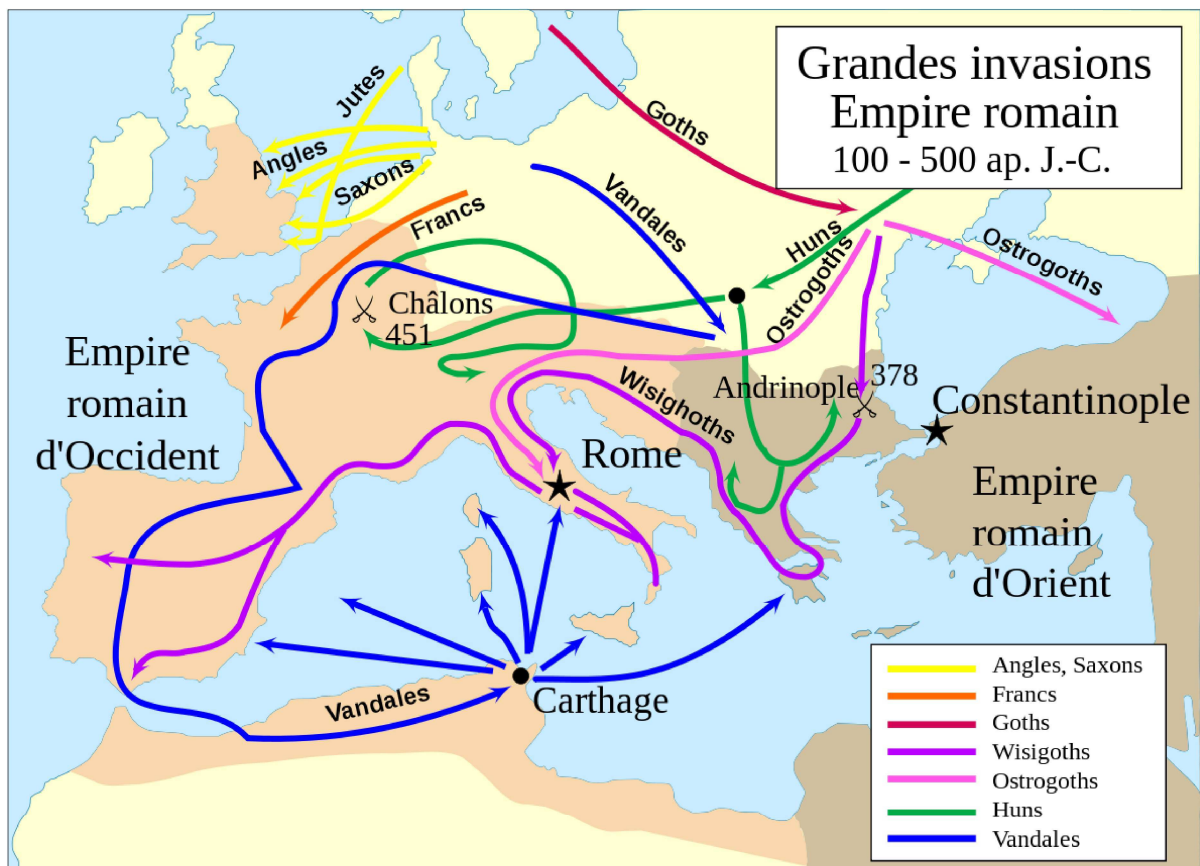 Grandes invasions
Empire romain
100 - 500 ap. J.-C.
Jutes
Angles
Saxons
Francs
Goths
Vandales
Huns
Ostrogoths
Ostrogoths
Châlons
451
Empire
romain
d'Occident
Wisighoths
Andrinople
378
Constantinople
Rome
Empire
romain
d'Orient
Vandales
Carthage
Angles, Saxons
Francs
Goths
Wisigoths
Ostrogoths
Huns
Vandales